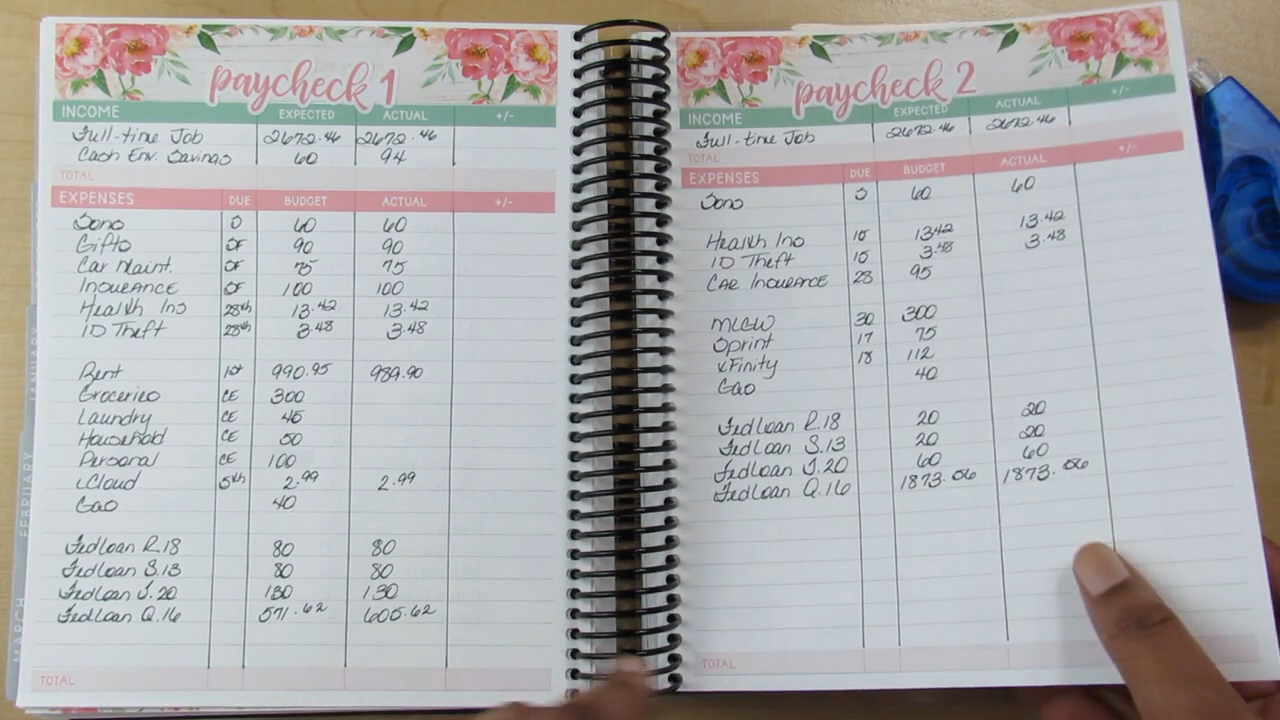 paycheck 1
INCOME EXPECTED ACTUAL +/-
Full-time Job 2672.46 2672.46
Cash Env. Savings 60 94
TOTAL
EXPENSES DUE BUDGET ACTUAL +/-
Sons S 60 60
Gifts SF 90 90
Car Maint. SF 75 75
Insurance SF 100 100
Health Ins 28th 13.42 13.42
ID Theft 28th 3.48 3.48
Rent 1st 990.95 989.90
Groceries CE 300
Laundry CE 45
Household CE 50
Personal CE 100
iCloud 5th 2.99 2.99
Gas 40
Fedloan R.18 80 80
Fedloan S.13 80 80
Fedloan J.20 130 130
Fedloan Q.16 571.62 605.62
TOTAL
paycheck 2
INCOME EXPECTED ACTUAL +/-
Full-time Job 2672.46 2672.46
TOTAL
EXPENSES DUE BUDGET ACTUAL +/-
Sons S 60 60
Health Ins 15 13.42 13.42
ID Theft 15 3.48 3.48
Car Insurance 28 95
MLGW 30 300
Sprint 17 75
xFinity 18 112
Gas 40
Fedloan R.18 20 20
Fedloan S.13 20 20
Fedloan J.20 60 60
Fedloan Q.16 1873.56 1873.56
TOTAL
JANUARY
FEBRUARY
MARCH